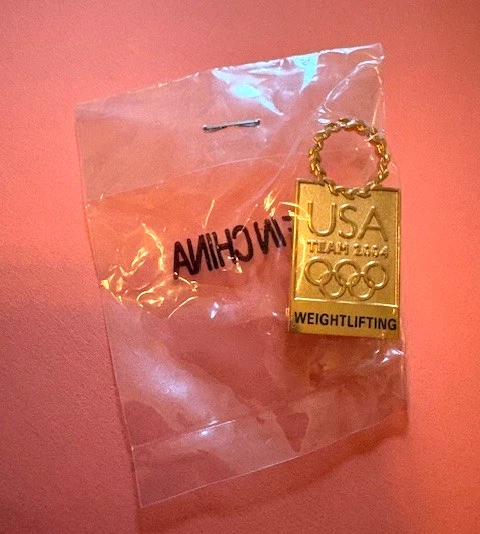 USA
TEAM 2004
WEIGHTLIFTING
IN CHINA